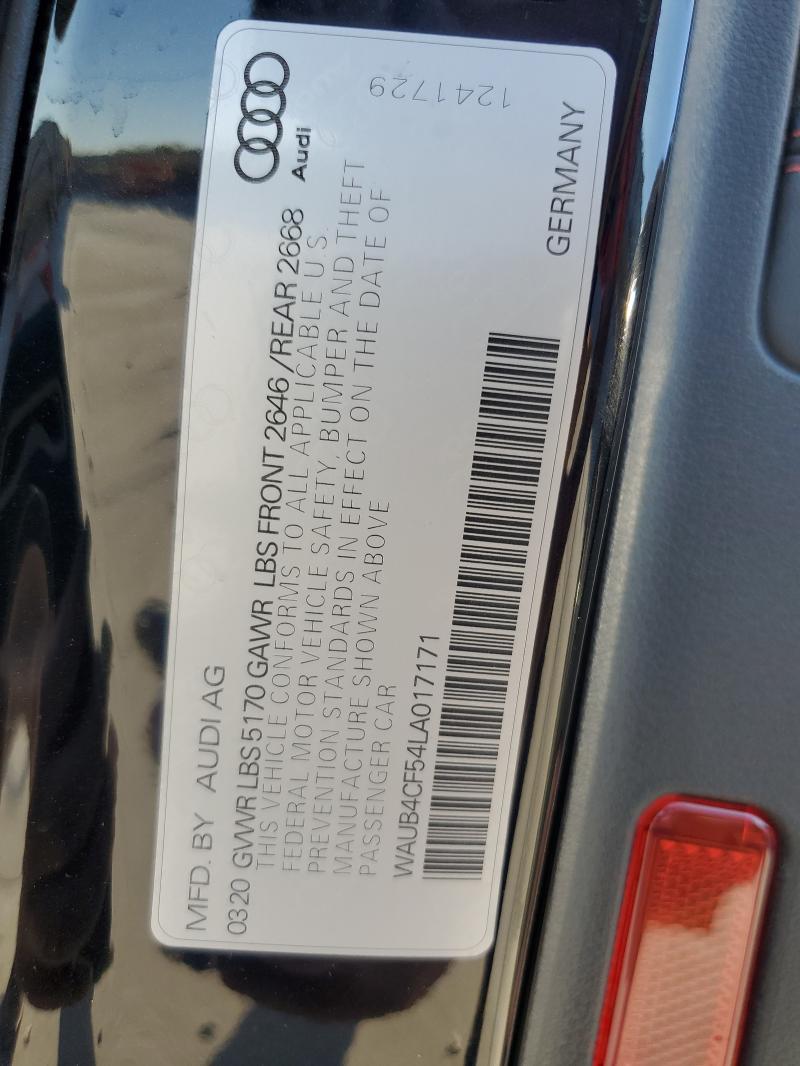 MFD. BY AUDI AG
0320 GVWR LBS 5170 GAWR LBS FRONT 2646 /REAR 2668
THIS VEHICLE CONFORMS TO ALL APPLICABLE U.S.
FEDERAL MOTOR VEHICLE SAFETY, BUMPER AND THEFT
PREVENTION STANDARDS IN EFFECT ON THE DATE OF
MANUFACTURE SHOWN ABOVE
PASSENGER CAR
WAUB4CF54LA017171
Audi
1241729
GERMANY